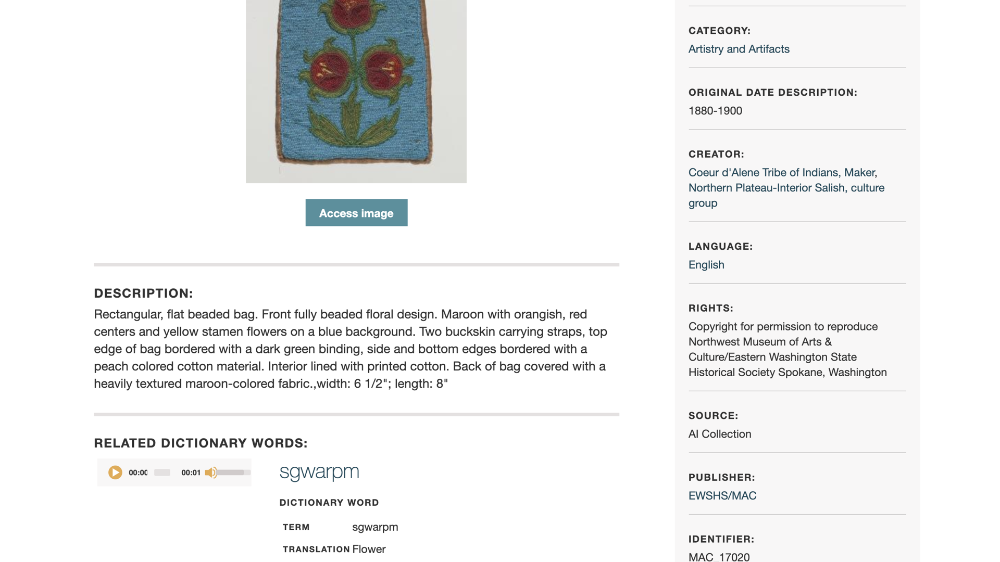 Access image
DESCRIPTION:
Rectangular, flat beaded bag. Front fully beaded floral design. Maroon with orangish, red
centers and yellow stamen flowers on a blue background. Two buckskin carrying straps, top
edge of bag bordered with a dark green binding, side and bottom edges bordered with a
peach colored cotton material. Interior lined with printed cotton. Back of bag covered with a
heavily textured maroon-colored fabric.,width: 6 1/2"; length: 8"
RELATED DICTIONARY WORDS:
00:00 00:01
sgwarpm
DICTIONARY WORD
TERM sgwarpm
TRANSLATION Flower
CATEGORY:
Artistry and Artifacts
ORIGINAL DATE DESCRIPTION:
1880-1900
CREATOR:
Coeur d'Alene Tribe of Indians, Maker,
Northern Plateau-Interior Salish, culture
group
LANGUAGE:
English
RIGHTS:
Copyright for permission to reproduce
Northwest Museum of Arts &
Culture/Eastern Washington State
Historical Society Spokane, Washington
SOURCE:
AI Collection
PUBLISHER:
EWSHS/MAC
IDENTIFIER:
MAC_17020